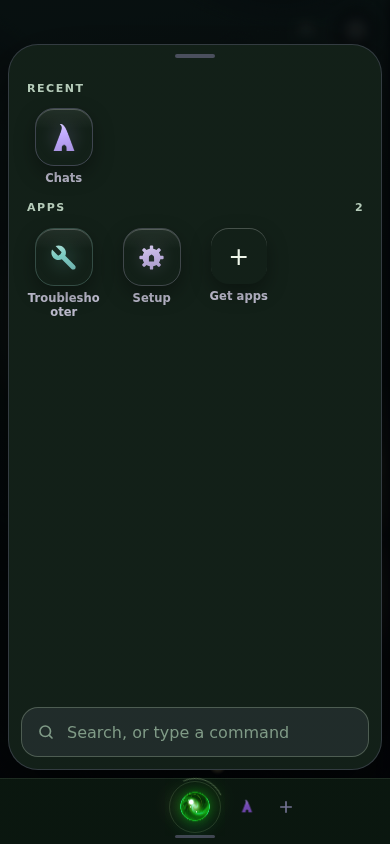 RECENT
Chats
APPS
2
Troublesho
oter
Setup
Get apps
Search, or type a command